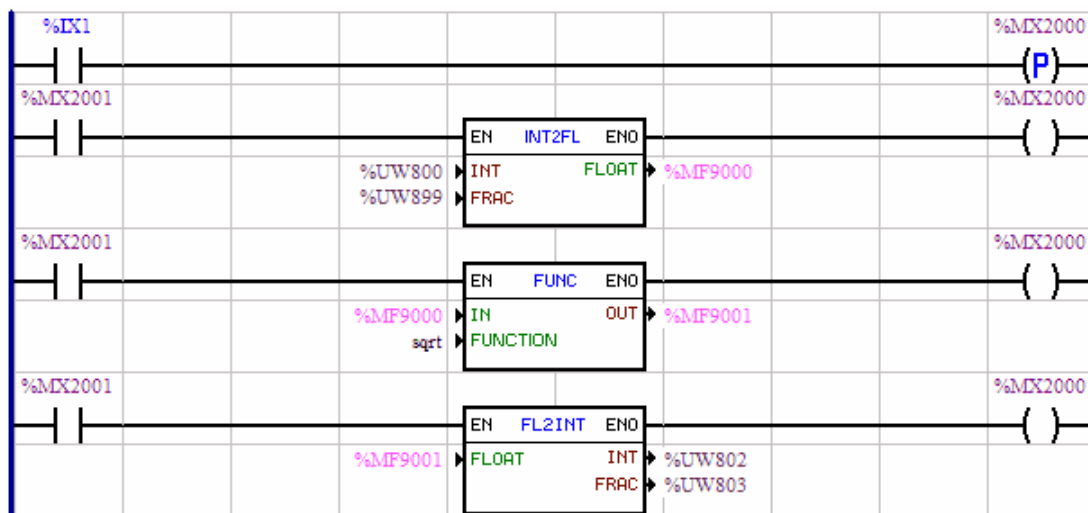 %IX1 %MX2000
P
%MX2001 %MX2000
EN INT2FL ENO
%UW800 INT FLOAT %MF9000
%UW899 FRAC
%MX2001 %MX2000
EN FUNC ENO
%MF9000 IN OUT %MF9001
sqrt FUNCTION
%MX2001 %MX2000
EN FL2INT ENO
%MF9001 FLOAT INT %UW802
FRAC %UW803